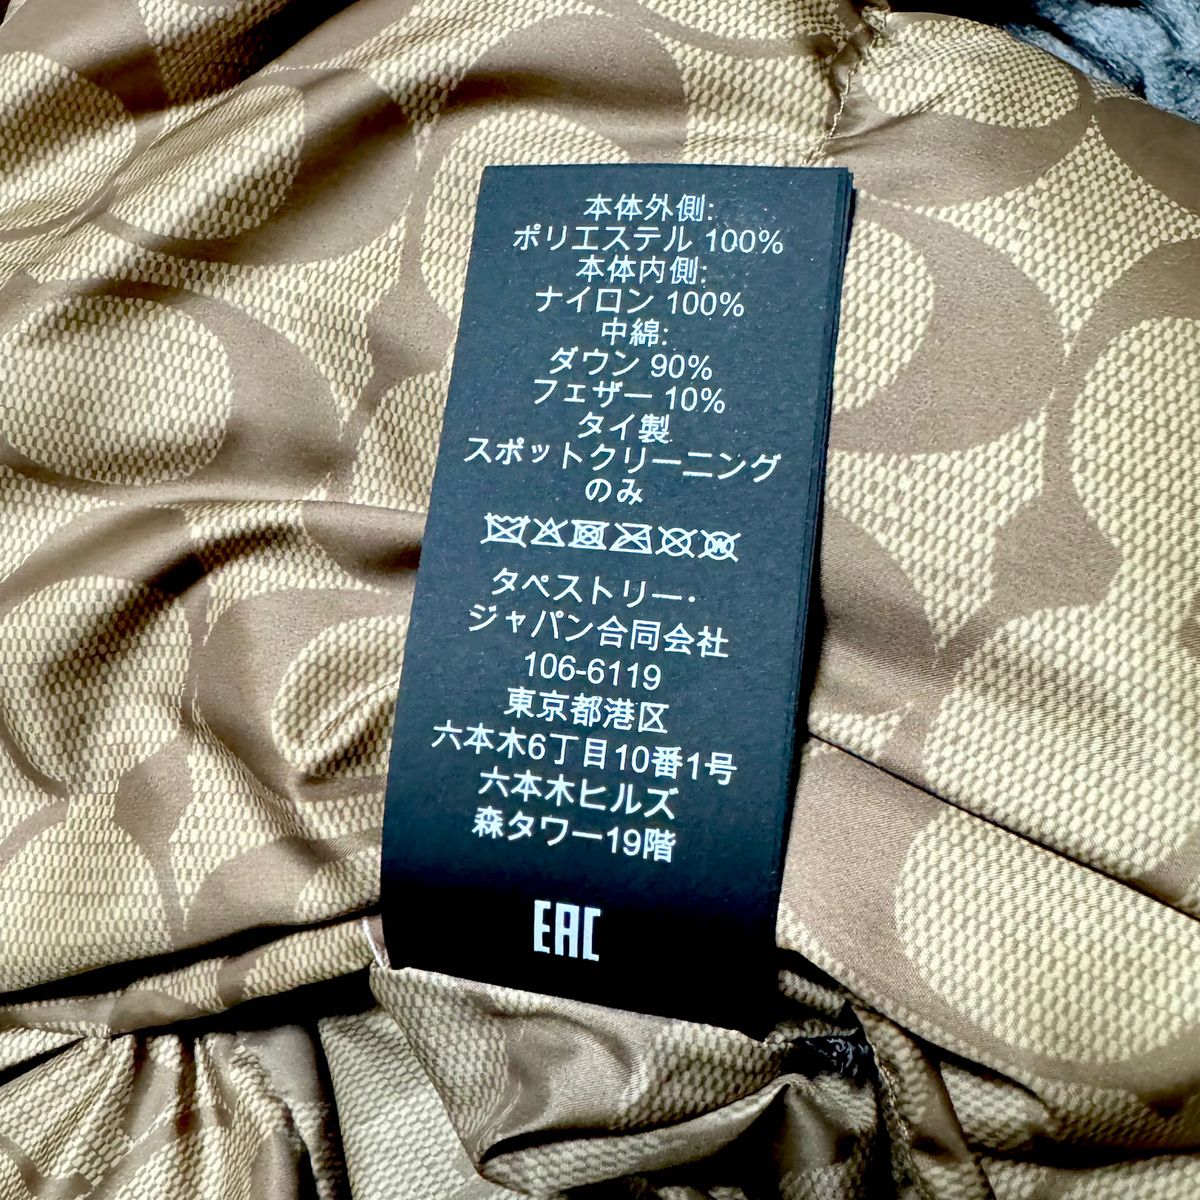 本体外側:
ポリエステル 100%
本体内側:
ナイロン 100%
中綿:
ダウン 90%
フェザー 10%
タイ製
スポットクリーニング
のみ
タペストリー・
ジャパン合同会社
106-6119
東京都港区
六本木6丁目10番1号
六本木ヒルズ
森タワー19階
EAC